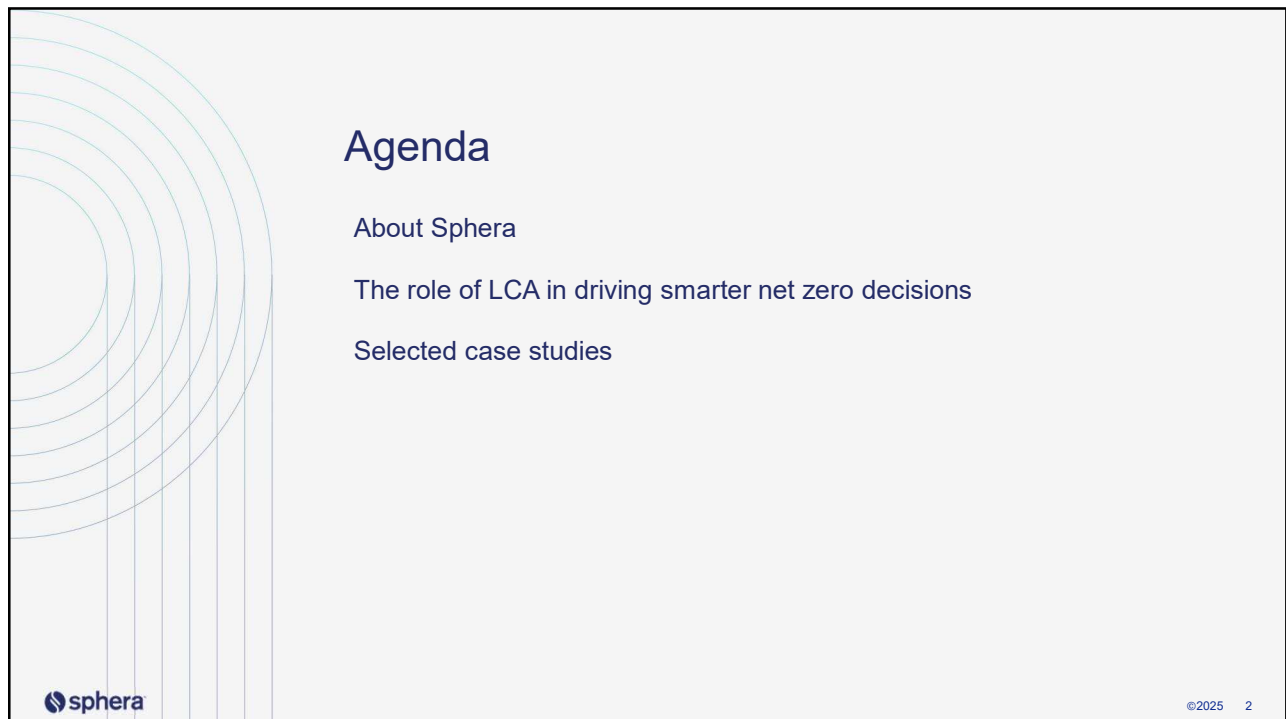 Agenda
About Sphera
The role of LCA in driving smarter net zero decisions
Selected case studies
sphera
©2025 2